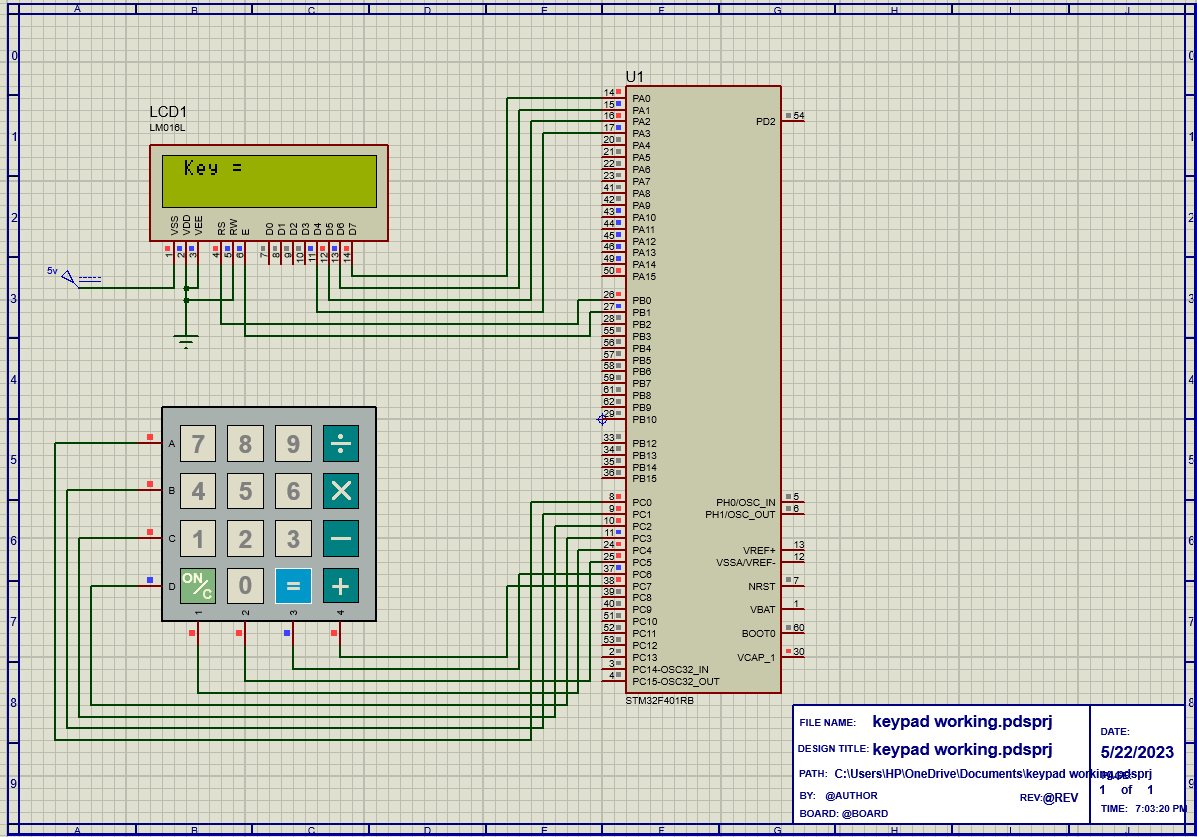 A B C D E F G H I J
0 0
1 1
2 2
3 3
4 4
5 5
6 6
7 7
8 8
9 9
LCD1
LM016L
Key =
VSS
VDD
VEE
RS
RW
E
D0
D1
D2
D3
D4
D5
D6
D7
1
2
3
4
5
6
7
8
9
10
11
12
13
14
5v
A
B
C
D
7 8 9 ÷
4 5 6 ×
1 2 3 −
ON/C 0 = +
1 2 3 4
U1
14 PA0
15 PA1
16 PA2
17 PA3
20 PA4
21 PA5
22 PA6
23 PA7
41 PA8
42 PA9
43 PA10
44 PA11
45 PA12
46 PA13
49 PA14
50 PA15
26 PB0
27 PB1
28 PB2
55 PB3
56 PB4
57 PB5
58 PB6
59 PB7
61 PB8
62 PB9
29 PB10
33 PB12
34 PB13
35 PB14
36 PB15
8 PC0
9 PC1
10 PC2
11 PC3
24 PC4
25 PC5
37 PC6
38 PC7
39 PC8
40 PC9
51 PC10
52 PC11
53 PC12
2 PC13
3 PC14-OSC32_IN
4 PC15-OSC32_OUT
PD2 54
PH0/OSC_IN 5
PH1/OSC_OUT 6
VREF+ 13
VSSA/VREF- 12
NRST 7
VBAT 1
BOOT0 60
VCAP_1 30
STM32F401RB
FILE NAME: keypad working.pdsprj
DESIGN TITLE: keypad working.pdsprj
PATH: C:\Users\HP\OneDrive\Documents\keypad working.pdsprj
BY: @AUTHOR
REV:@REV
BOARD: @BOARD
DATE:
5/22/2023
PAGE:
1 of 1
TIME: 7:03:20 PM
A B C D E F G H I J